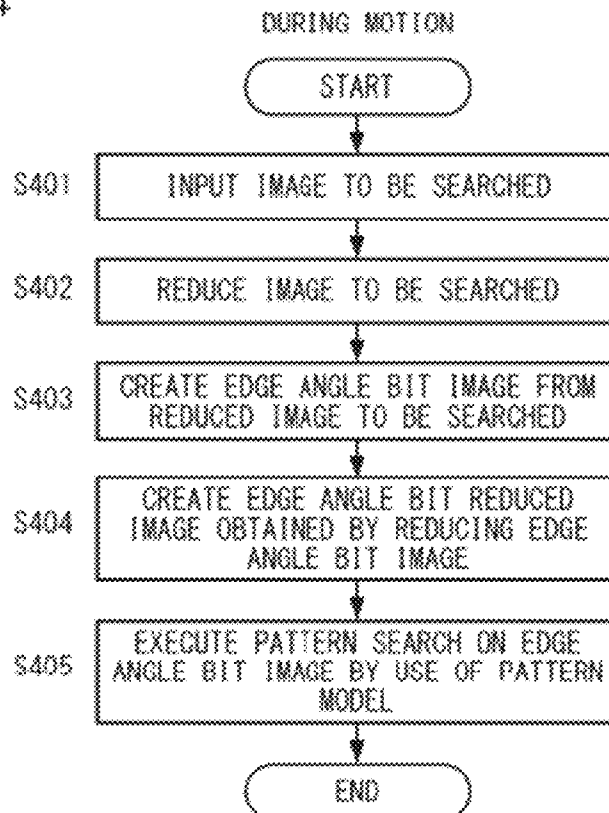 DURING MOTION
START
S401
INPUT IMAGE TO BE SEARCHED
S402
REDUCE IMAGE TO BE SEARCHED
S403
CREATE EDGE ANGLE BIT IMAGE FROM
REDUCED IMAGE TO BE SEARCHED
S404
CREATE EDGE ANGLE BIT REDUCED
IMAGE OBTAINED BY REDUCING EDGE
ANGLE BIT IMAGE
S405
EXECUTE PATTERN SEARCH ON EDGE
ANGLE BIT IMAGE BY USE OF PATTERN
MODEL
END